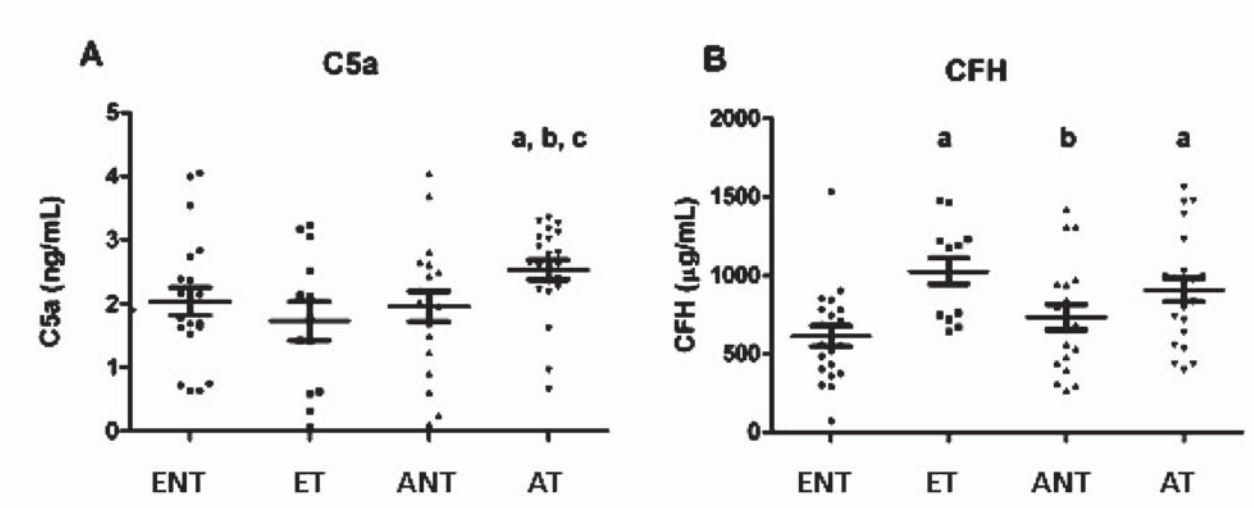 A
C5a
C5a (ng/mL)
5
4
3
2
1
0
a, b, c
ENT
ET
ANT
AT
B
CFH
CFH (µg/mL)
2000
1500
1000
500
0
a
b
a
ENT
ET
ANT
AT